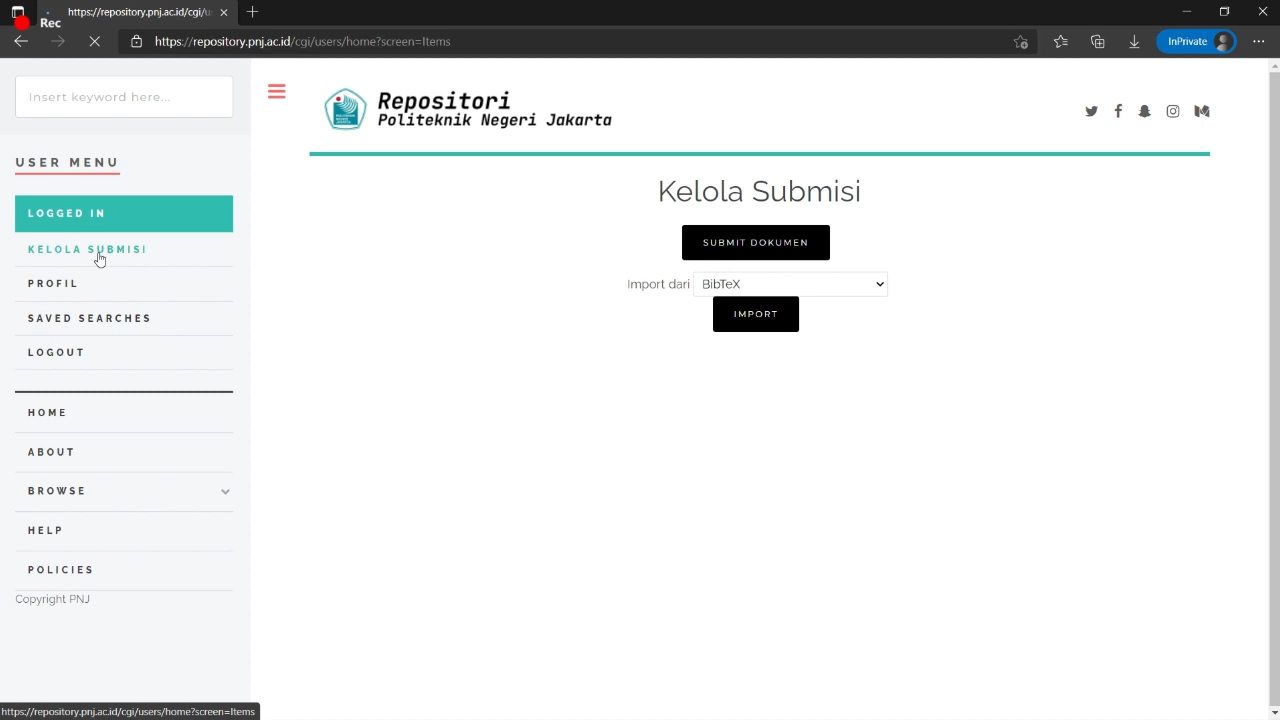 https://repository.pnj.ac.id/cgi/u
Rec
https://repository.pnj.ac.id/cgi/users/home?screen=Items
InPrivate
Insert keyword here...
USER MENU
LOGGED IN
KELOLA SUBMISI
PROFIL
SAVED SEARCHES
LOGOUT
HOME
ABOUT
BROWSE
HELP
POLICIES
Copyright PNJ
Repositori
Politeknik Negeri Jakarta
Kelola Submisi
SUBMIT DOKUMEN
Import dari BibTeX
IMPORT
https://repository.pnj.ac.id/cgi/users/home?screen=Items